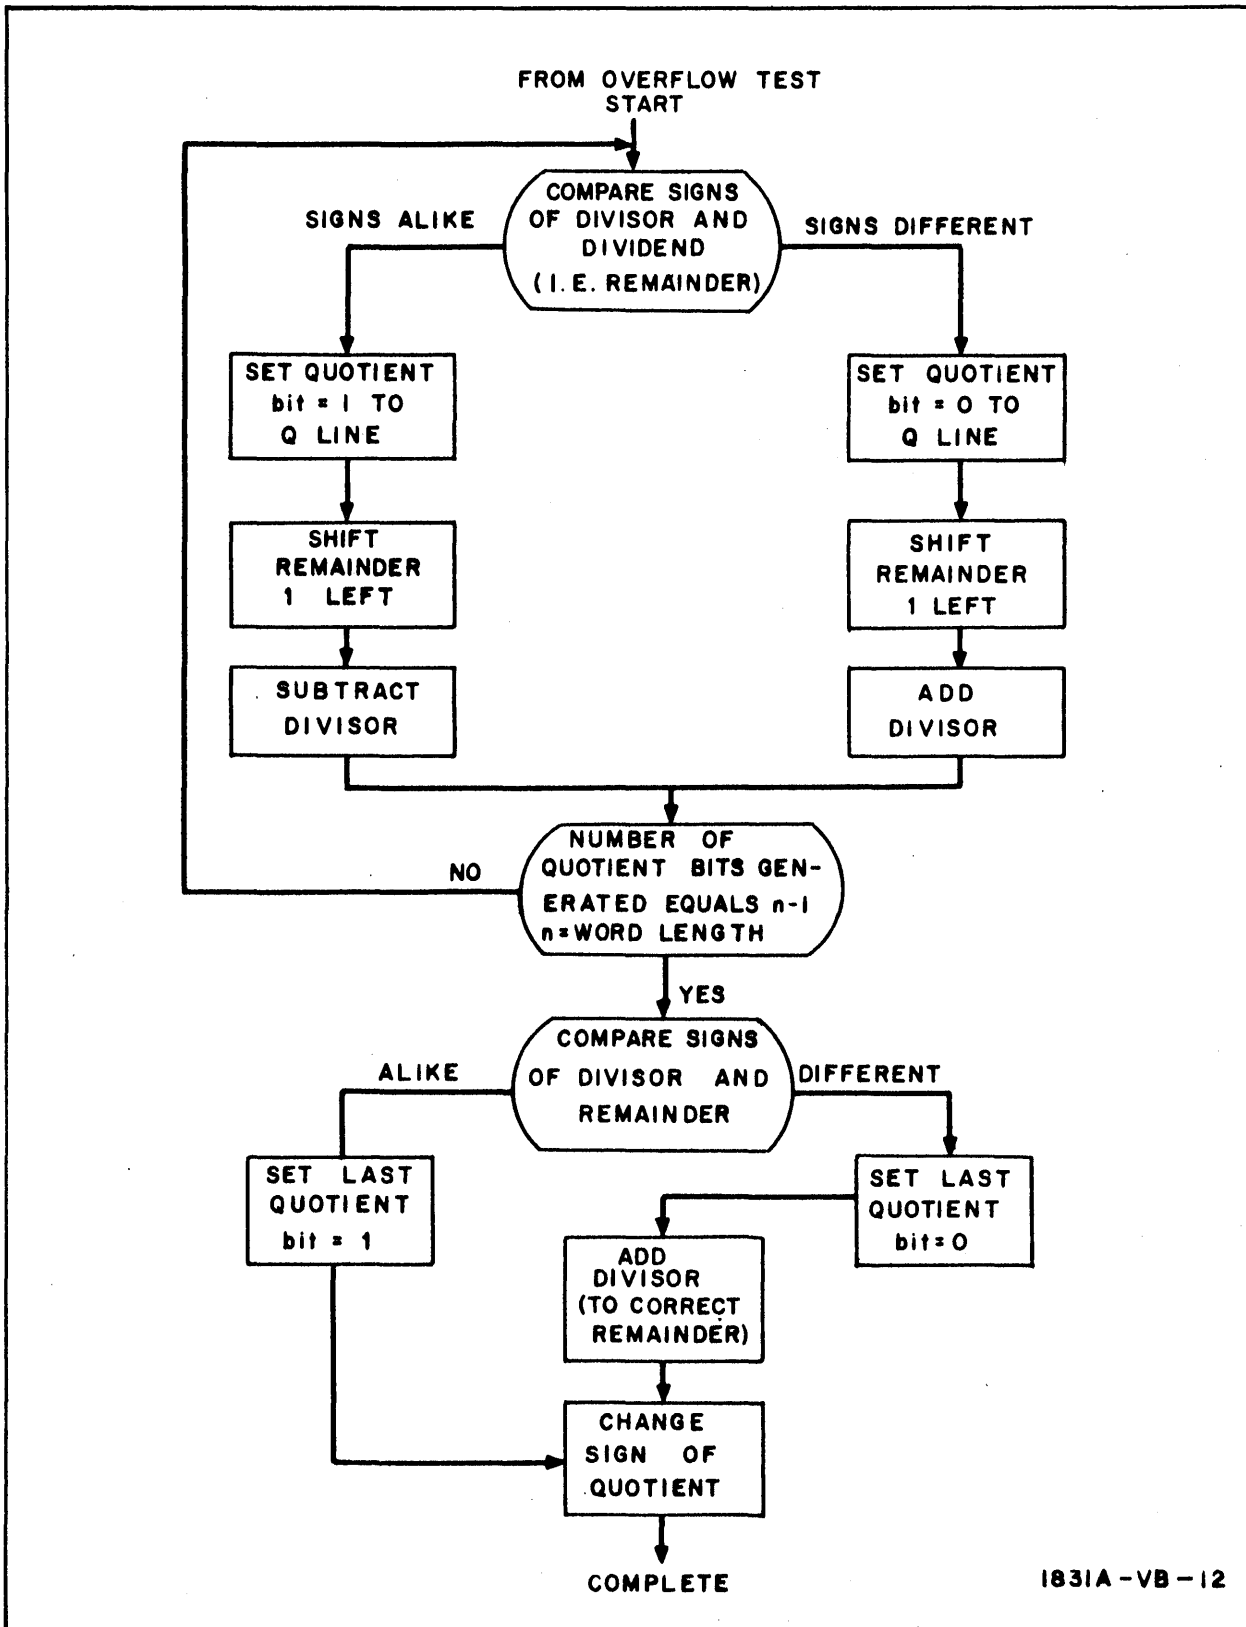 FROM OVERFLOW TEST
START
COMPARE SIGNS
OF DIVISOR AND
DIVIDEND
(I.E. REMAINDER)
SIGNS ALIKE
SIGNS DIFFERENT
SET QUOTIENT
bit = 1 TO
Q LINE
SET QUOTIENT
bit = 0 TO
Q LINE
SHIFT
REMAINDER
1 LEFT
SHIFT
REMAINDER
1 LEFT
SUBTRACT
DIVISOR
ADD
DIVISOR
NUMBER OF
QUOTIENT BITS GEN-
ERATED EQUALS n-1
n = WORD LENGTH
NO
YES
COMPARE SIGNS
OF DIVISOR AND
REMAINDER
ALIKE
DIFFERENT
SET LAST
QUOTIENT
bit = 1
SET LAST
QUOTIENT
bit = 0
ADD
DIVISOR
(TO CORRECT
REMAINDER)
CHANGE
SIGN OF
QUOTIENT
COMPLETE
1831A-VB-12